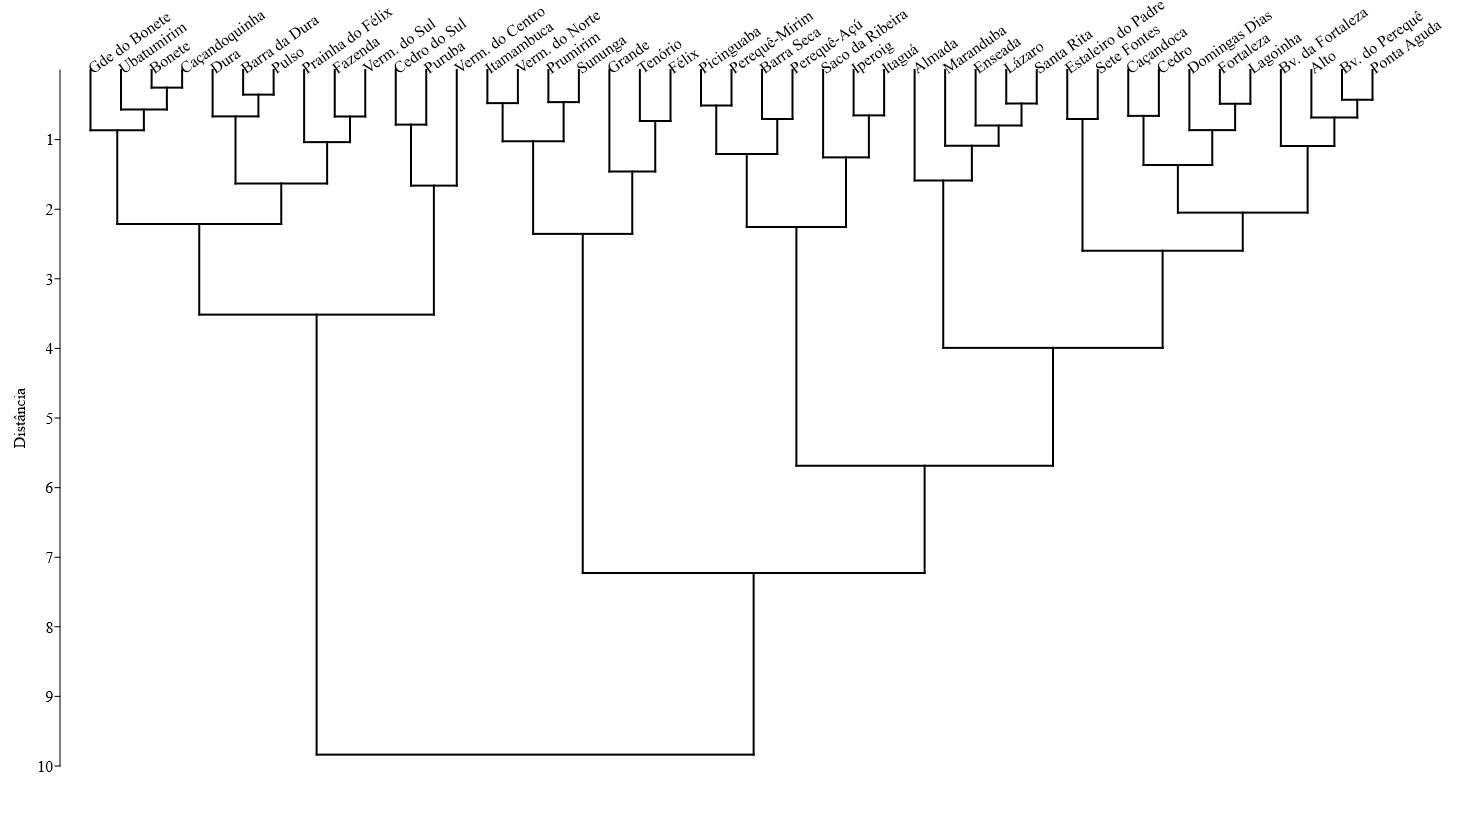 Gde do Bonete
Ubatumirim
Bonete
Caçandoquinha
Dura
Barra da Dura
Pulso
Prainha do Félix
Fazenda
Verm. do Sul
Cedro do Sul
Puruba
Verm. do Centro
Itamambuca
Verm. do Norte
Prumirim
Sununga
Grande
Tenório
Félix
Picinguaba
Perequê-Mirim
Barra Seca
Perequê-Açú
Saco da Ribeira
Iperoig
Itaguá
Almada
Maranduba
Enseada
Lázaro
Santa Rita
Estaleiro do Padre
Sete Fontes
Caçandoca
Cedro
Domingas Dias
Fortaleza
Lagoinha
Bv. da Fortaleza
Alto
Bv. do Perequê
Ponta Aguda
1
2
3
4
5
6
7
8
9
10
Distância